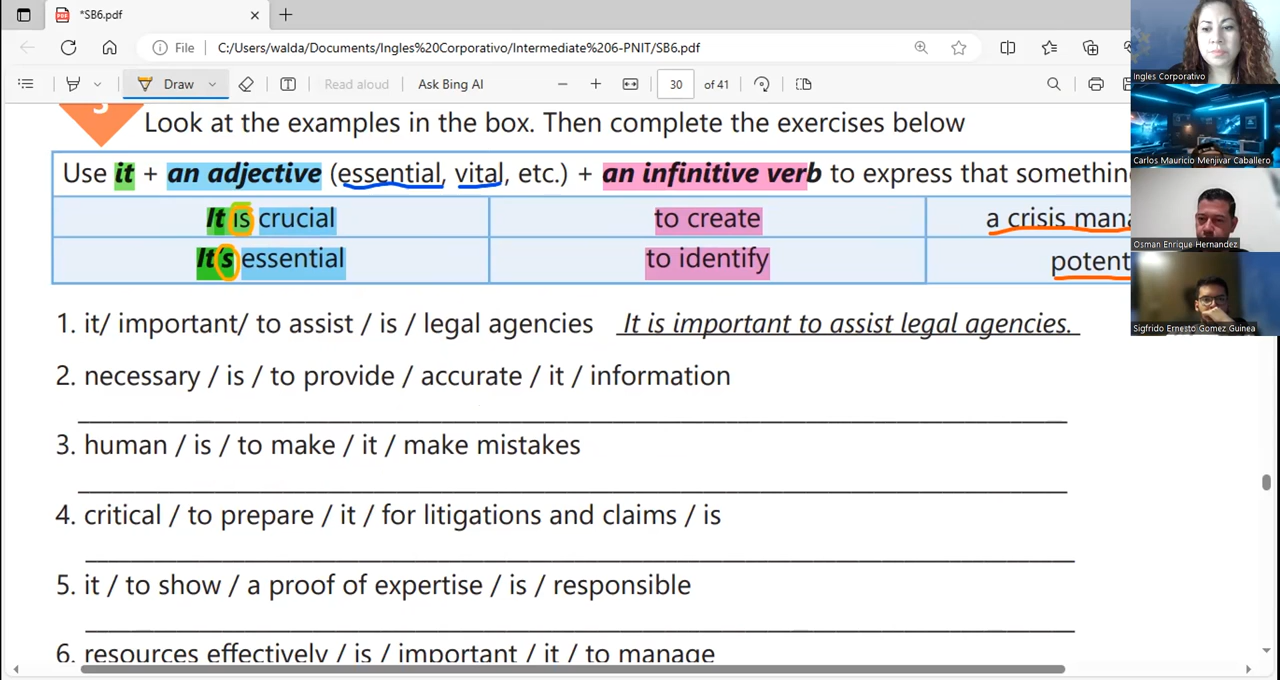 *SB6.pdf
File C:/Users/walda/Documents/Ingles%20Corporativo/Intermediate%206-PNIT/SB6.pdf
Draw Read aloud Ask Bing AI 30 of 41
Look at the examples in the box. Then complete the exercises below
Use it + an adjective (essential, vital, etc.) + an infinitive verb to express that
It is crucial to create a crisis
It's essential to identify
1. it/ important/ to assist / is / legal agencies It is important to assist legal agencies.
2. necessary / is / to provide / accurate / it / information
3. human / is / to make / it / make mistakes
4. critical / to prepare / it / for litigations and claims / is
5. it / to show / a proof of expertise / is / responsible
6. resources effectively / is / important / it / to manage
Ingles Corporativo
Carlos Mauricio Menjivar Caballero
Osman Enrique Hernandez
Sigfrido Ernesto Gomez Guinea